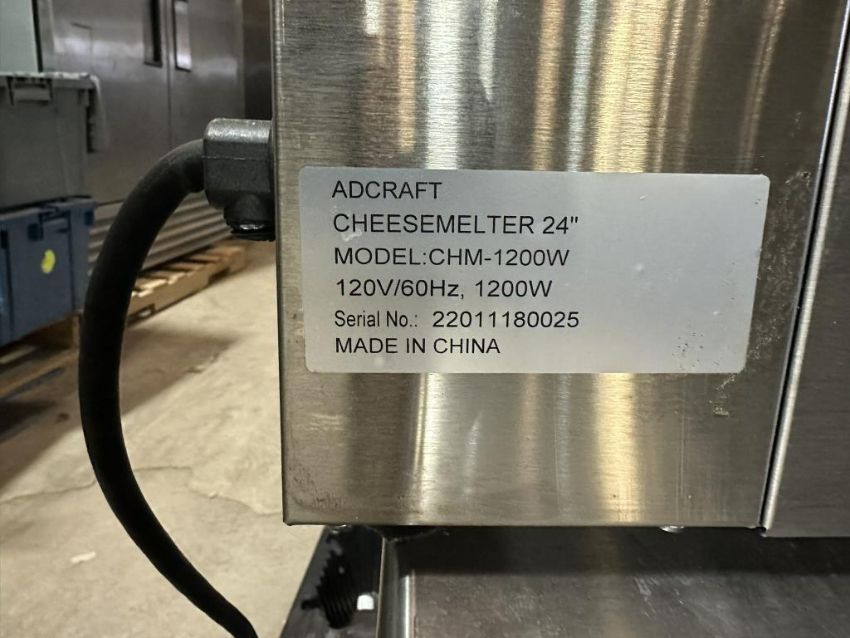 ADCRAFT
CHEESEMELTER 24"
MODEL:CHM-1200W
120V/60Hz, 1200W
Serial No.: 22011180025
MADE IN CHINA